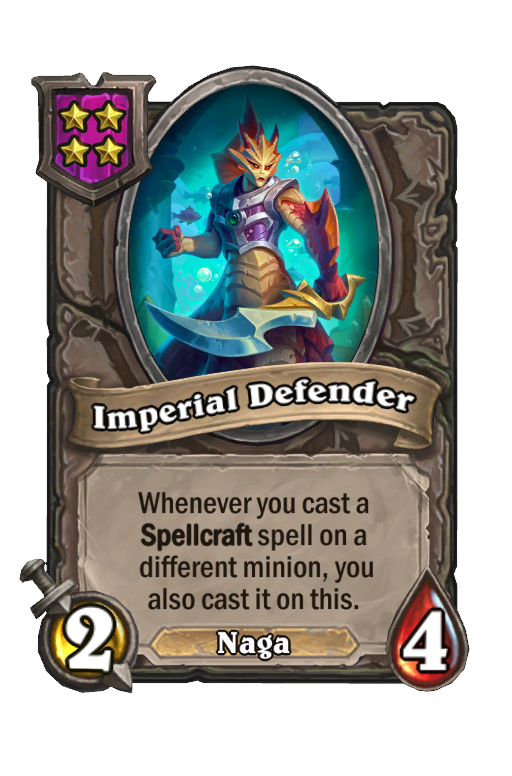 Imperial Defender
Whenever you cast a
Spellcraft spell on a
different minion, you
also cast it on this.
2
Naga
4